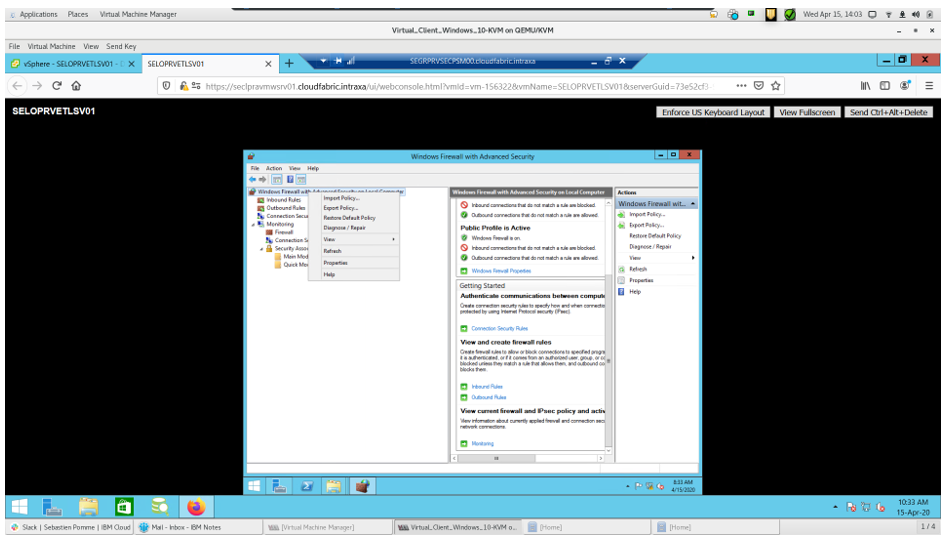 Applications Places Virtual Machine Manager
Wed Apr 15, 14:03
Virtual_Client_Windows_10-KVM on QEMU/KVM
File Virtual Machine View Send Key
vSphere - SELOPRVETLSV01 -
SELOPRVETLSV01
SEGRPRVSECPSM00.cloudfabric.intraxa
https://seclpravmwsrv01.cloudfabric.intraxa/ui/webconsole.html?vmId=vm-156322&vmName=SELOPRVETLSV01&serverGuid=73e52cf3
SELOPRVETLSV01
Enforce US Keyboard Layout View Fullscreen Send Ctrl+Alt+Delete
Windows Firewall with Advanced Security
File Action View Help
Windows Firewall with Advanced Security on Local Computer
Inbound Rules
Outbound Rules
Connection Secu
Monitoring
Firewall
Connection S
Security Assoc
Main Mod
Quick Mo
Import Policy...
Export Policy...
Restore Default Policy
Diagnose / Repair
View
Refresh
Properties
Help
Windows Firewall with Advanced Security on Local Computer
Inbound connections that do not match a rule are blocked.
Outbound connections that do not match a rule are allowed.
Public Profile is Active
Windows Firewall is on.
Inbound connections that do not match a rule are blocked.
Outbound connections that do not match a rule are allowed.
Windows Firewall Properties
Getting Started
Authenticate communications between compute
Create connection security rules to specify how and when connectio
protected by using Internet Protocol security (IPsec).
Connection Security Rules
View and create firewall rules
Create firewall rules to allow or block connections to specified progra
it is authenticated, or if it comes from an authorized user, group, or co
blocked unless they match a rule that allows them, and outbound co
blocks them.
Inbound Rules
Outbound Rules
View current firewall and IPsec policy and activ
View information about currently applied firewall and connection secu
network connections.
Monitoring
Actions
Windows Firewall wit...
Import Policy...
Export Policy...
Restore Default Policy
Diagnose / Repair
View
Refresh
Properties
Help
8:33 AM
4/15/2020
10:33 AM
15-Apr-20
Slack | Sebastien Pomme | IBM Cloud
Mail - Inbox - IBM Notes
[Virtual Machine Manager]
Virtual_Client_Windows_10-KVM o...
[Home]
[Home]
1 / 4